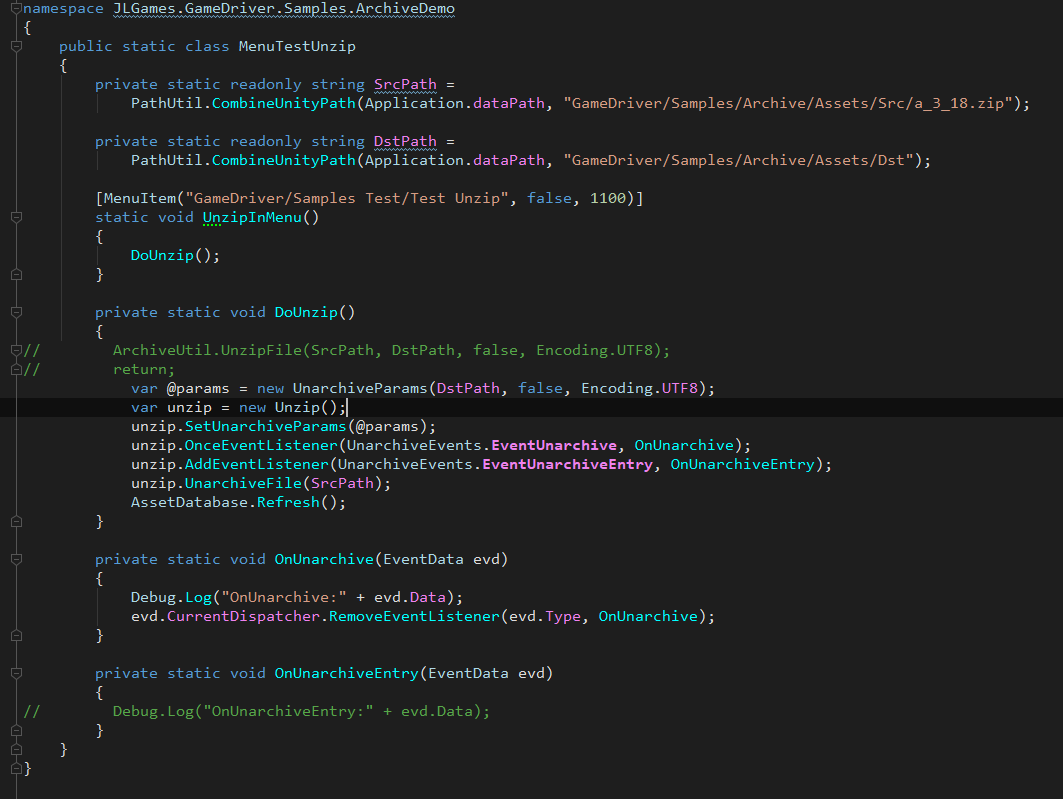 namespace JLGames.GameDriver.Samples.ArchiveDemo
{
    public static class MenuTestUnzip
    {
        private static readonly string SrcPath =
            PathUtil.CombineUnityPath(Application.dataPath, "GameDriver/Samples/Archive/Assets/Src/a_3_18.zip");

        private static readonly string DstPath =
            PathUtil.CombineUnityPath(Application.dataPath, "GameDriver/Samples/Archive/Assets/Dst");

        [MenuItem("GameDriver/Samples Test/Test Unzip", false, 1100)]
        static void UnzipInMenu()
        {
            DoUnzip();
        }

        private static void DoUnzip()
        {
//        ArchiveUtil.UnzipFile(SrcPath, DstPath, false, Encoding.UTF8);
//        return;
            var @params = new UnarchiveParams(DstPath, false, Encoding.UTF8);
            var unzip = new Unzip();
            unzip.SetUnarchiveParams(@params);
            unzip.OnceEventListener(UnarchiveEvents.EventUnarchive, OnUnarchive);
            unzip.AddEventListener(UnarchiveEvents.EventUnarchiveEntry, OnUnarchiveEntry);
            unzip.UnarchiveFile(SrcPath);
            AssetDatabase.Refresh();
        }

        private static void OnUnarchive(EventData evd)
        {
            Debug.Log("OnUnarchive:" + evd.Data);
            evd.CurrentDispatcher.RemoveEventListener(evd.Type, OnUnarchive);
        }

        private static void OnUnarchiveEntry(EventData evd)
        {
//        Debug.Log("OnUnarchiveEntry:" + evd.Data);
        }
    }
}